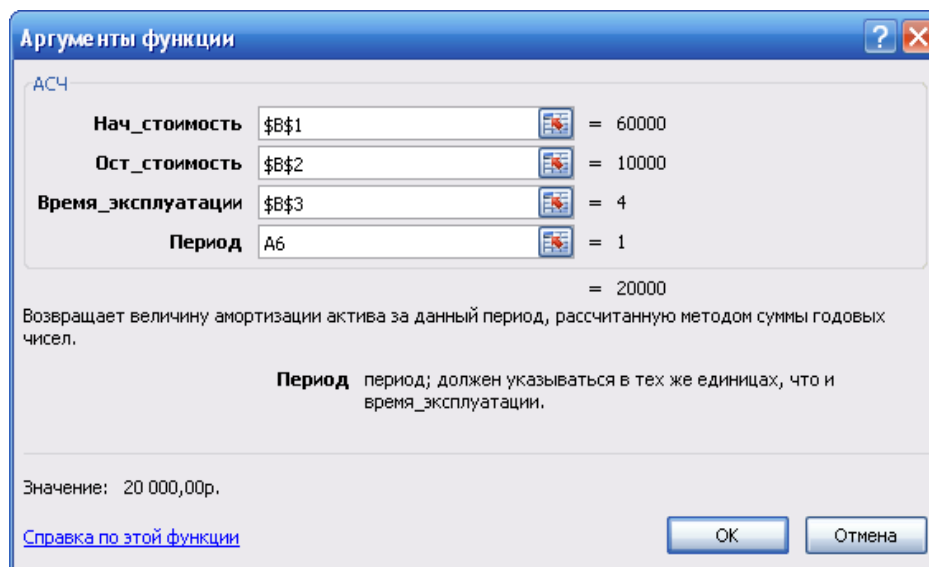 Аргументы функции
АСЧ
Нач_стоимость $B$1 = 60000
Ост_стоимость $B$2 = 10000
Время_эксплуатации $B$3 = 4
Период A6 = 1
= 20000
Возвращает величину амортизации актива за данный период, рассчитанную методом суммы годовых
чисел.
Период период; должен указываться в тех же единицах, что и
время_эксплуатации.
Значение: 20 000,00р.
Справка по этой функции
ОК Отмена